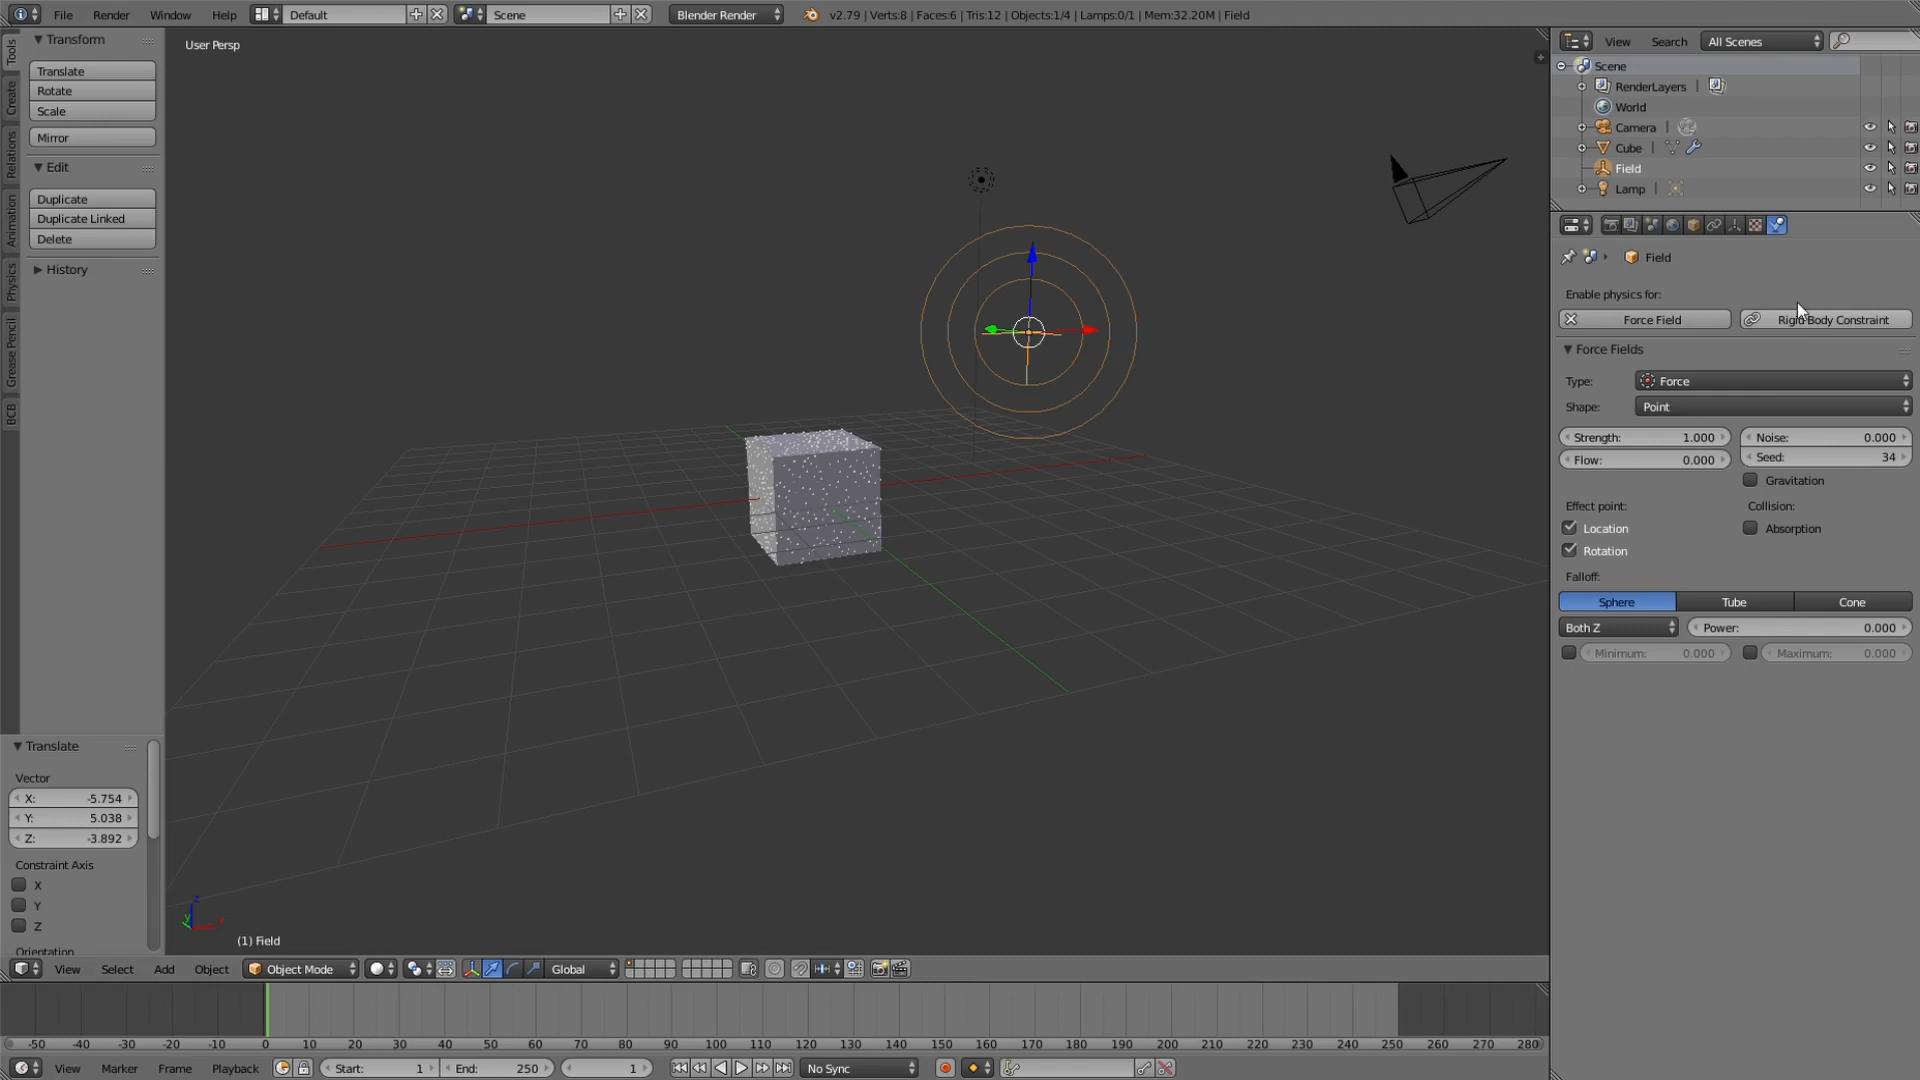 File Render Window Help Default Scene Blender Render v2.79 | Verts:8 | Faces:6 | Tris:12 | Objects:1/4 | Lamps:0/1 | Mem:32.20M | Field
Tools
Create
Relations
Animation
Physics
Grease Pencil
BCB
Transform
Translate
Rotate
Scale
Mirror
Edit
Duplicate
Duplicate Linked
Delete
History
Translate
Vector
X: -5.754
Y: 5.038
Z: -3.892
Constraint Axis
X
Y
Z
Orientation
User Persp
z
y
(1) Field
View Select Add Object Object Mode Global
View Search All Scenes
Scene
RenderLayers |
World
Camera |
Cube |
Field
Lamp |
Field
Enable physics for:
Force Field Rigid Body Constraint
Force Fields
Type: Force
Shape: Point
Strength: 1.000 Noise: 0.000
Flow: 0.000 Seed: 34
Gravitation
Effect point: Collision:
Location Absorption
Rotation
Falloff:
Sphere Tube Cone
Both Z Power: 0.000
Minimum: 0.000 Maximum: 0.000
-50 -40 -30 -20 -10 0 10 20 30 40 50 60 70 80 90 100 110 120 130 140 150 160 170 180 190 200 210 220 230 240 250 260 270 280
View Marker Frame Playback Start: 1 End: 250 1 No Sync